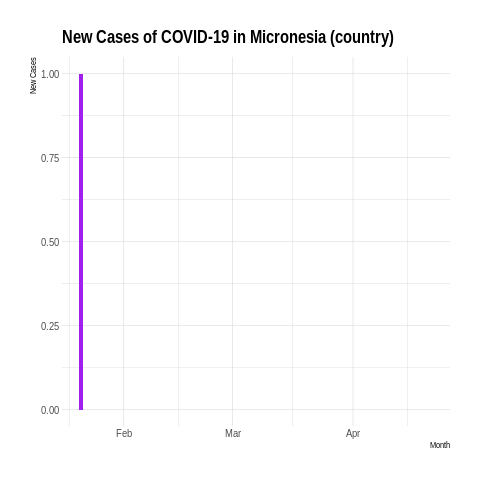 New Cases of COVID-19 in Micronesia (country)
New Cases
1.00
0.75
0.50
0.25
0.00
Feb Mar Apr
Month